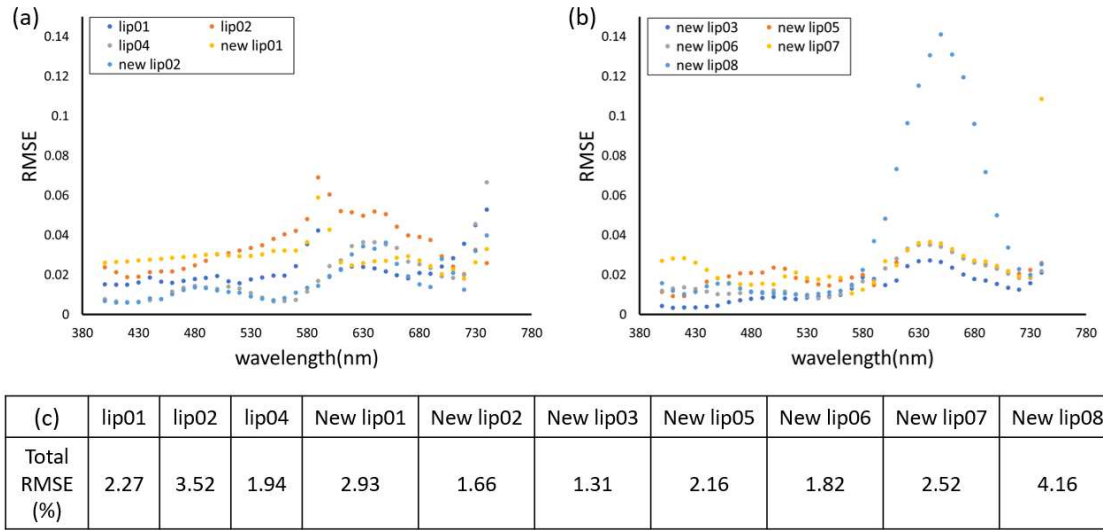 (a)
lip01 lip02
lip04 new lip01
new lip02
0.14
0.12
0.1
0.08
0.06
0.04
0.02
0
RMSE
380 430 480 530 580 630 680 730 780
wavelength(nm)
(b)
new lip03 new lip05
new lip06 new lip07
new lip08
0.14
0.12
0.1
0.08
0.06
0.04
0.02
0
RMSE
380 430 480 530 580 630 680 730 780
wavelength(nm)
(c) lip01 lip02 lip04 New lip01 New lip02 New lip03 New lip05 New lip06 New lip07 New lip08
Total
RMSE
(%)
2.27 3.52 1.94 2.93 1.66 1.31 2.16 1.82 2.52 4.16